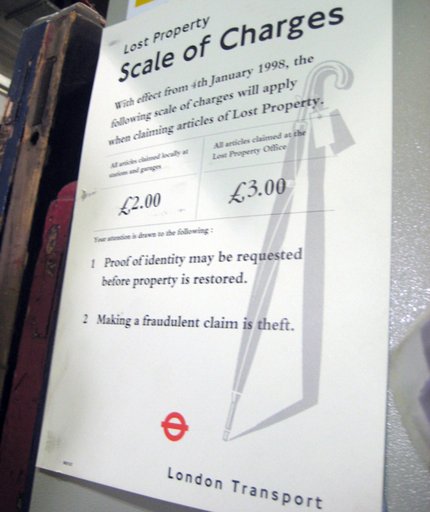 Lost Property
Scale of Charges
With effect from 4th January 1998, the
following scale of charges will apply
when claiming articles of Lost Property.
All articles claimed locally at
stations and garages
All articles claimed at the
Lost Property Office
£2.00
£3.00
Your attention is drawn to the following :
1 Proof of identity may be requested
before property is restored.
2 Making a fraudulent claim is theft.
London Transport